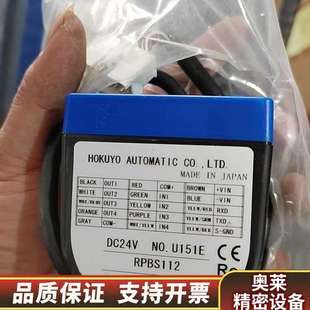 HOKUYO AUTOMATIC CO.,LTD.
MADE IN JAPAN
BLACK OUT1 RED COM+ BROWN +VIN
WHITE OUT2 GREEN IN1 BLUE -VIN
OUT3 YELLOW IN2 RXD
ORANGE OUT4 PURPLE IN3 TXD
GRAY COM- IN4 S-GND
DC24V NO.U151E
RPBS112
CE
奥莱
精密设备
品质保证 支持开票